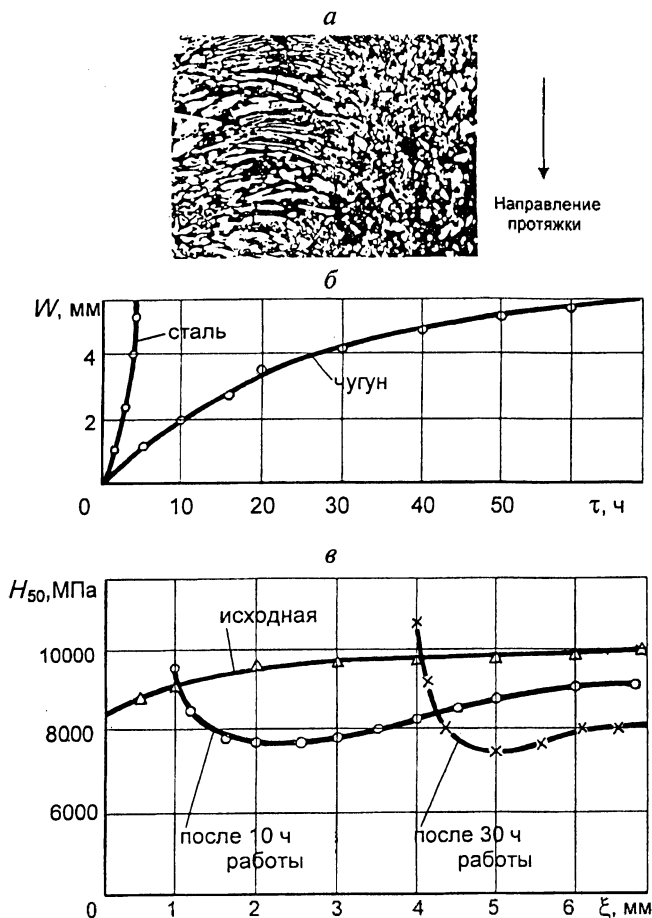 а
Направление
протяжки
б
W, мм
сталь
4
чугун
2
0 10 20 30 40 50 τ, ч
в
H50, МПа
исходная
10000
8000
6000
после 10 ч
работы
после 30 ч
работы
0 1 2 3 4 5 6 ξ, мм